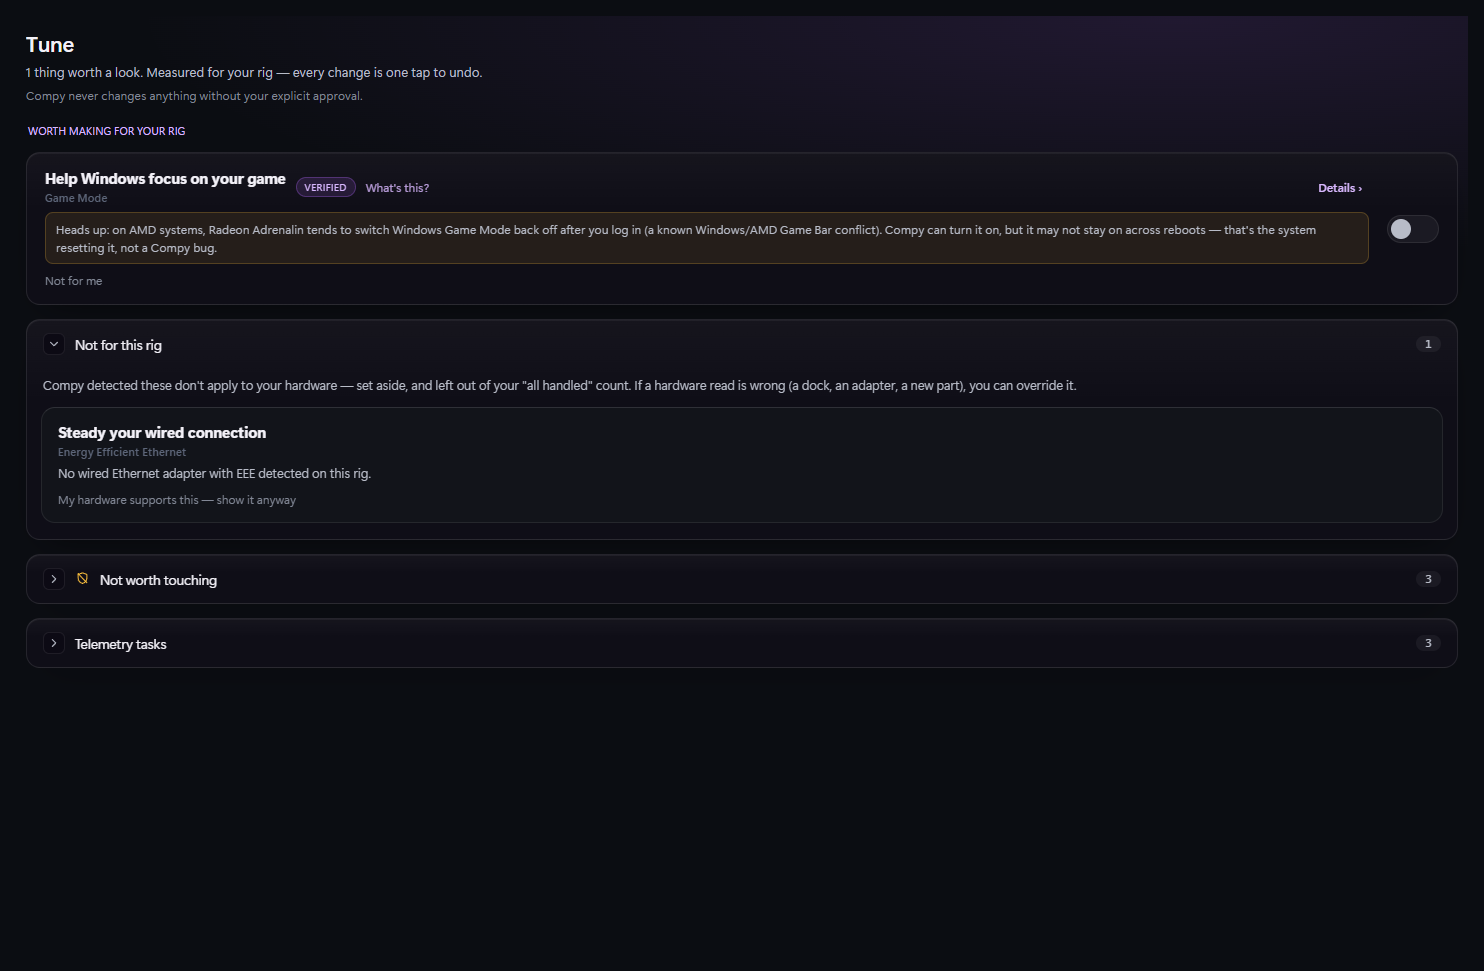 Tune
1 thing worth a look. Measured for your rig — every change is one tap to undo.
Compy never changes anything without your explicit approval.
WORTH MAKING FOR YOUR RIG
Help Windows focus on your game
VERIFIED
What's this?
Details ›
Game Mode
Heads up: on AMD systems, Radeon Adrenalin tends to switch Windows Game Mode back off after you log in (a known Windows/AMD Game Bar conflict). Compy can turn it on, but it may not stay on across reboots — that's the system
resetting it, not a Compy bug.
Not for me
Not for this rig
1
Compy detected these don't apply to your hardware — set aside, and left out of your "all handled" count. If a hardware read is wrong (a dock, an adapter, a new part), you can override it.
Steady your wired connection
Energy Efficient Ethernet
No wired Ethernet adapter with EEE detected on this rig.
My hardware supports this — show it anyway
Not worth touching
3
Telemetry tasks
3